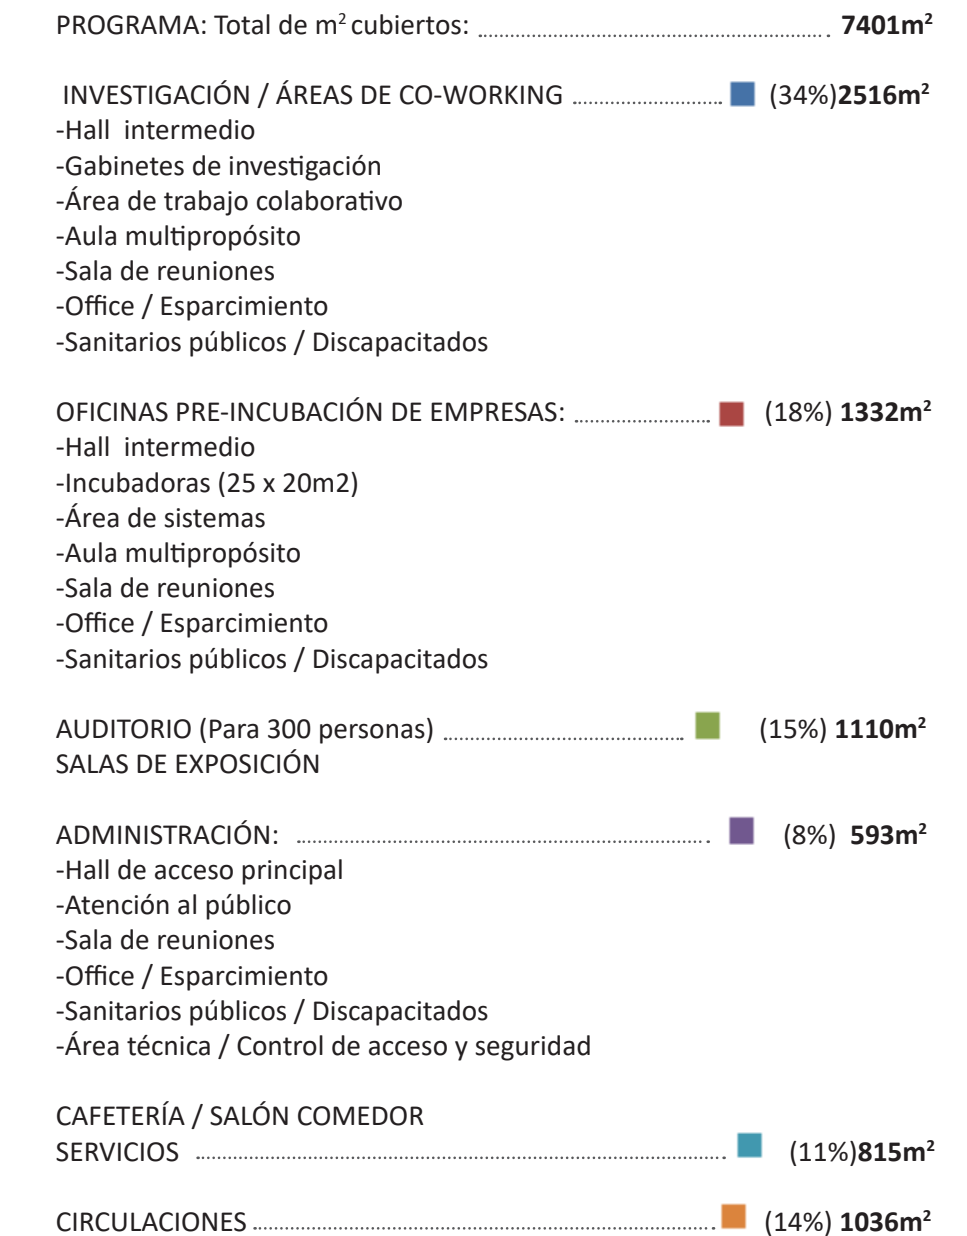 PROGRAMA: Total de m² cubiertos: 7401m²
INVESTIGACIÓN / ÁREAS DE CO-WORKING (34%)2516m²
-Hall intermedio
-Gabinetes de investigación
-Área de trabajo colaborativo
-Aula multipropósito
-Sala de reuniones
-Office / Esparcimiento
-Sanitarios públicos / Discapacitados
OFICINAS PRE-INCUBACIÓN DE EMPRESAS: (18%) 1332m²
-Hall intermedio
-Incubadoras (25 x 20m2)
-Área de sistemas
-Aula multipropósito
-Sala de reuniones
-Office / Esparcimiento
-Sanitarios públicos / Discapacitados
AUDITORIO (Para 300 personas) (15%) 1110m²
SALAS DE EXPOSICIÓN
ADMINISTRACIÓN: (8%) 593m²
-Hall de acceso principal
-Atención al público
-Sala de reuniones
-Office / Esparcimiento
-Sanitarios públicos / Discapacitados
-Área técnica / Control de acceso y seguridad
CAFETERÍA / SALÓN COMEDOR
SERVICIOS (11%)815m²
CIRCULACIONES (14%) 1036m²